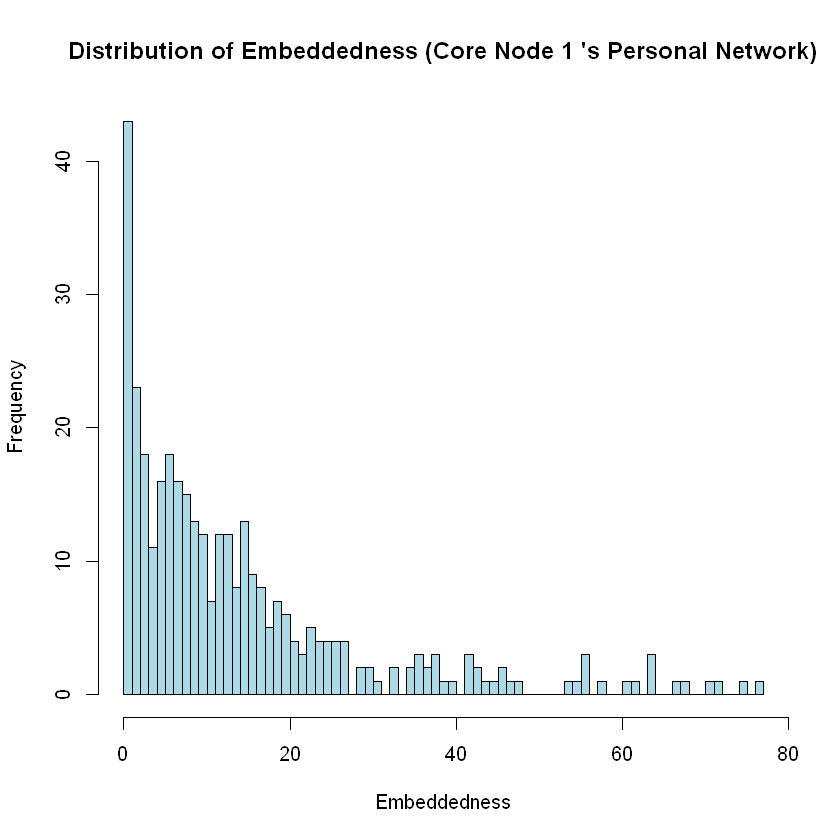 Distribution of Embeddedness (Core Node 1 's Personal Network)
40
30
20
10
0
Frequency
0 20 40 60 80
Embeddedness